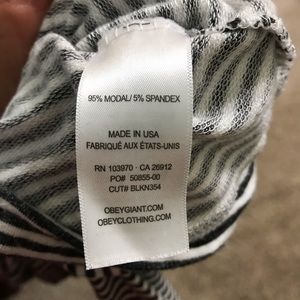 95% MODAL/ 5% SPANDEX
MADE IN USA
FABRIQUÉ AUX ÉTATS-UNIS
RN 103970 · CA 26912
PO# 50855-00
CUT# BLKN354
OBEYGIANT.COM
OBEYCLOTHING.COM